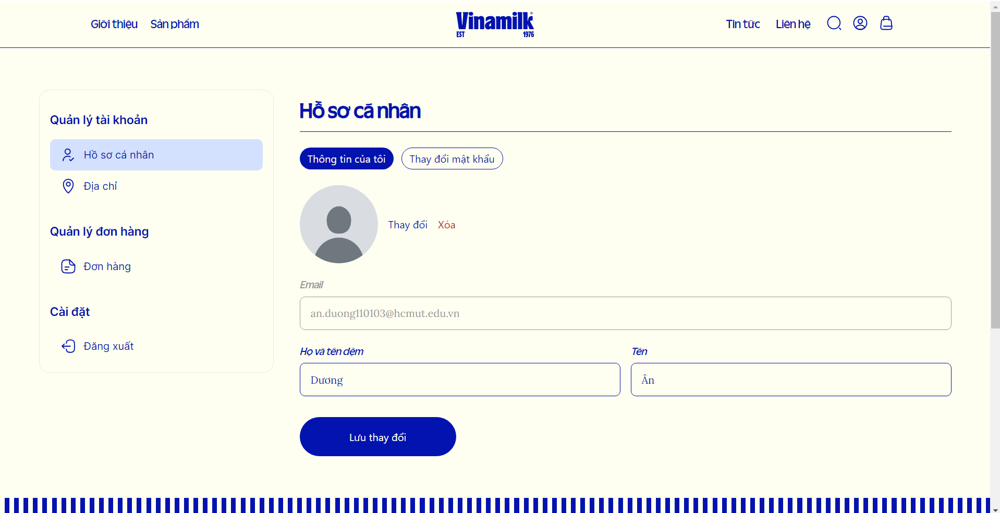 Giới thiệu Sản phẩm
Vinamilk
EST 1976
Tin tức Liên hệ
Quản lý tài khoản
Hồ sơ cá nhân
Địa chỉ
Quản lý đơn hàng
Đơn hàng
Cài đặt
Đăng xuất
Hồ sơ cá nhân
Thông tin của tôi Thay đổi mật khẩu
Thay đổi Xóa
Email
an.duong110103@hcmut.edu.vn
Họ và tên đệm Tên
Dương Ân
Lưu thay đổi